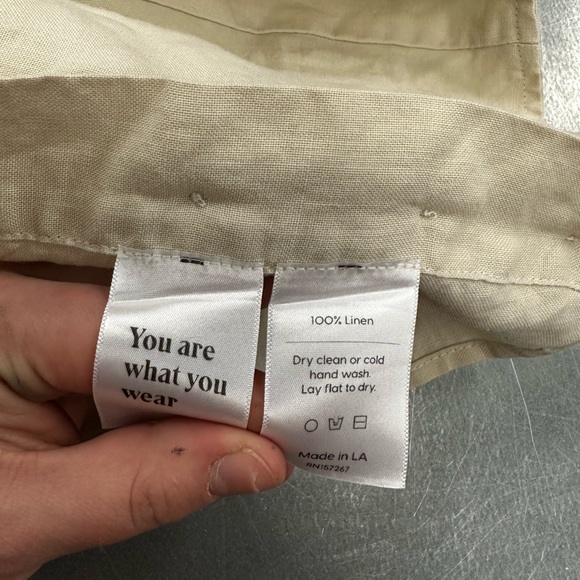 You are
what you
wear
100% Linen
Dry clean or cold
hand wash.
Lay flat to dry.
Made in LA
RN157267